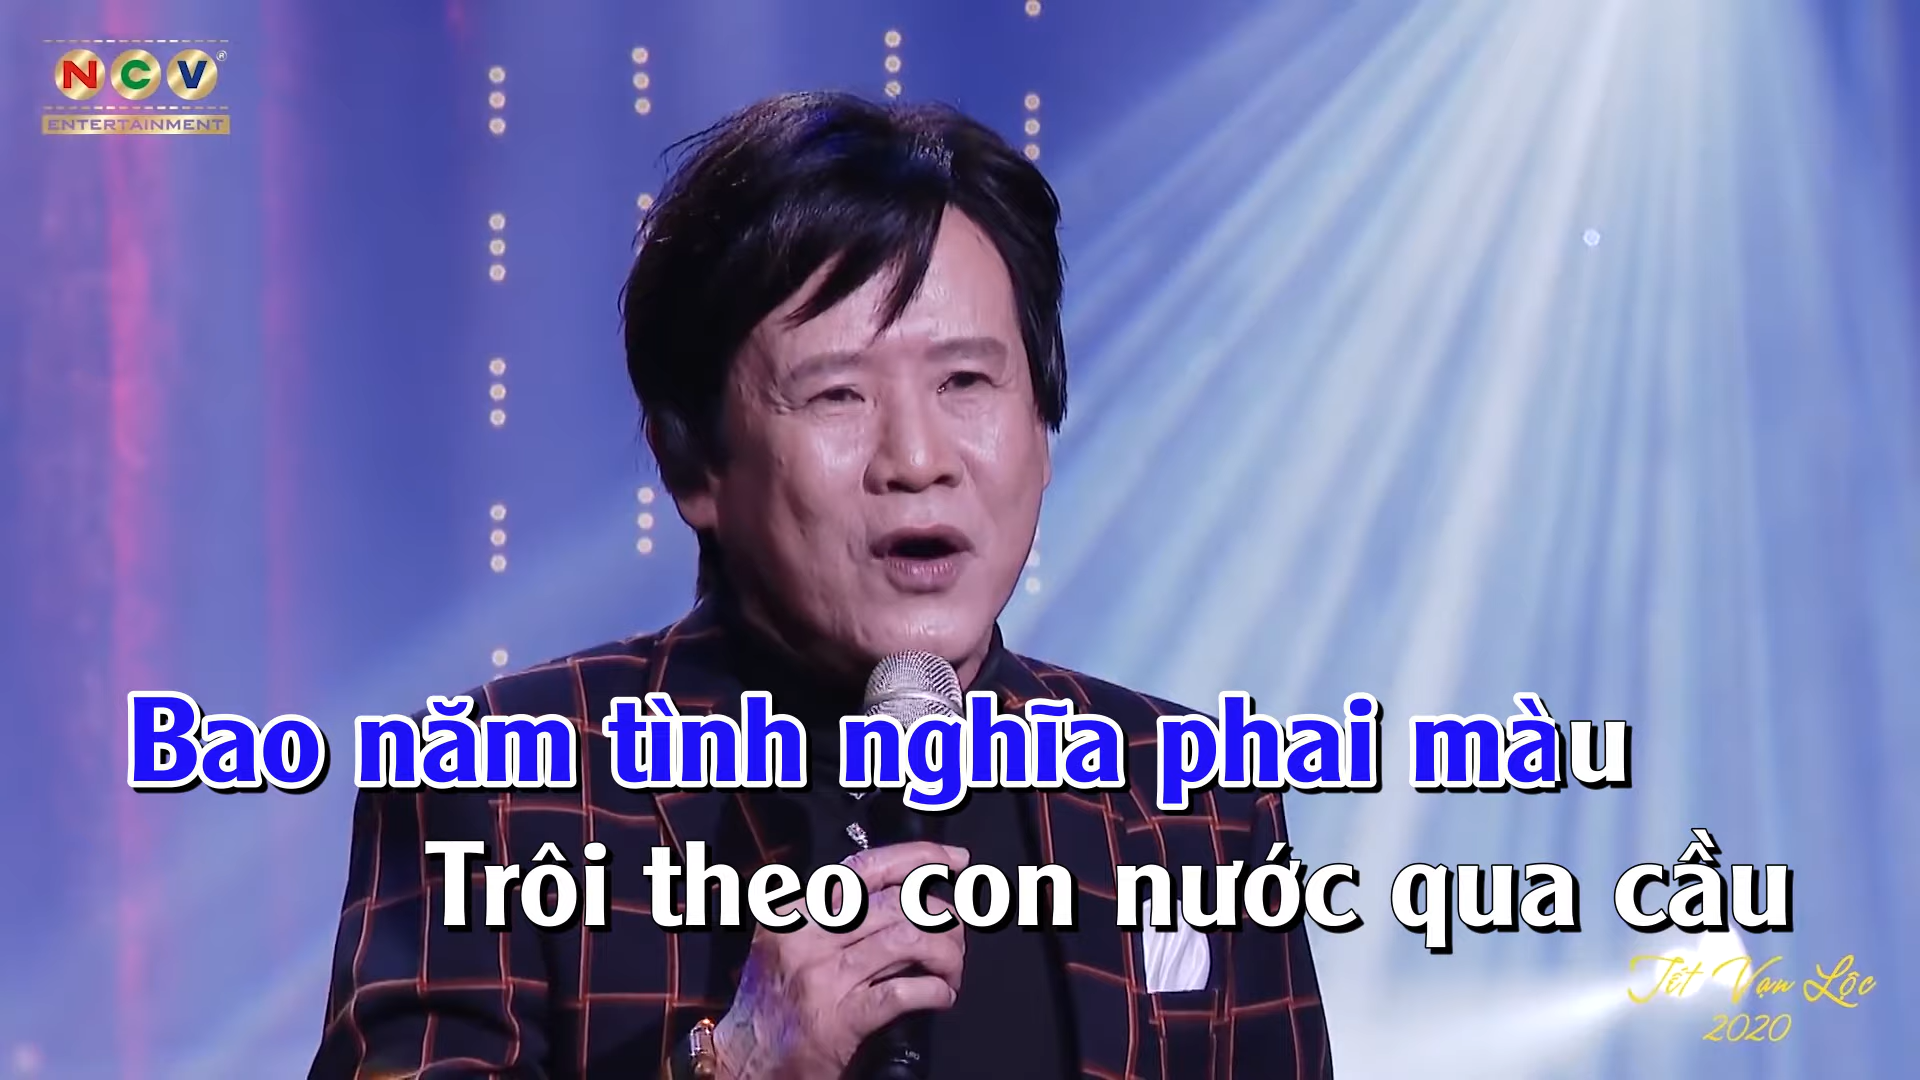 NCV®
ENTERTAINMENT
Bao năm tình nghĩa phai màu
Trôi theo con nước qua cầu
Tết Vạn Lộc
2020